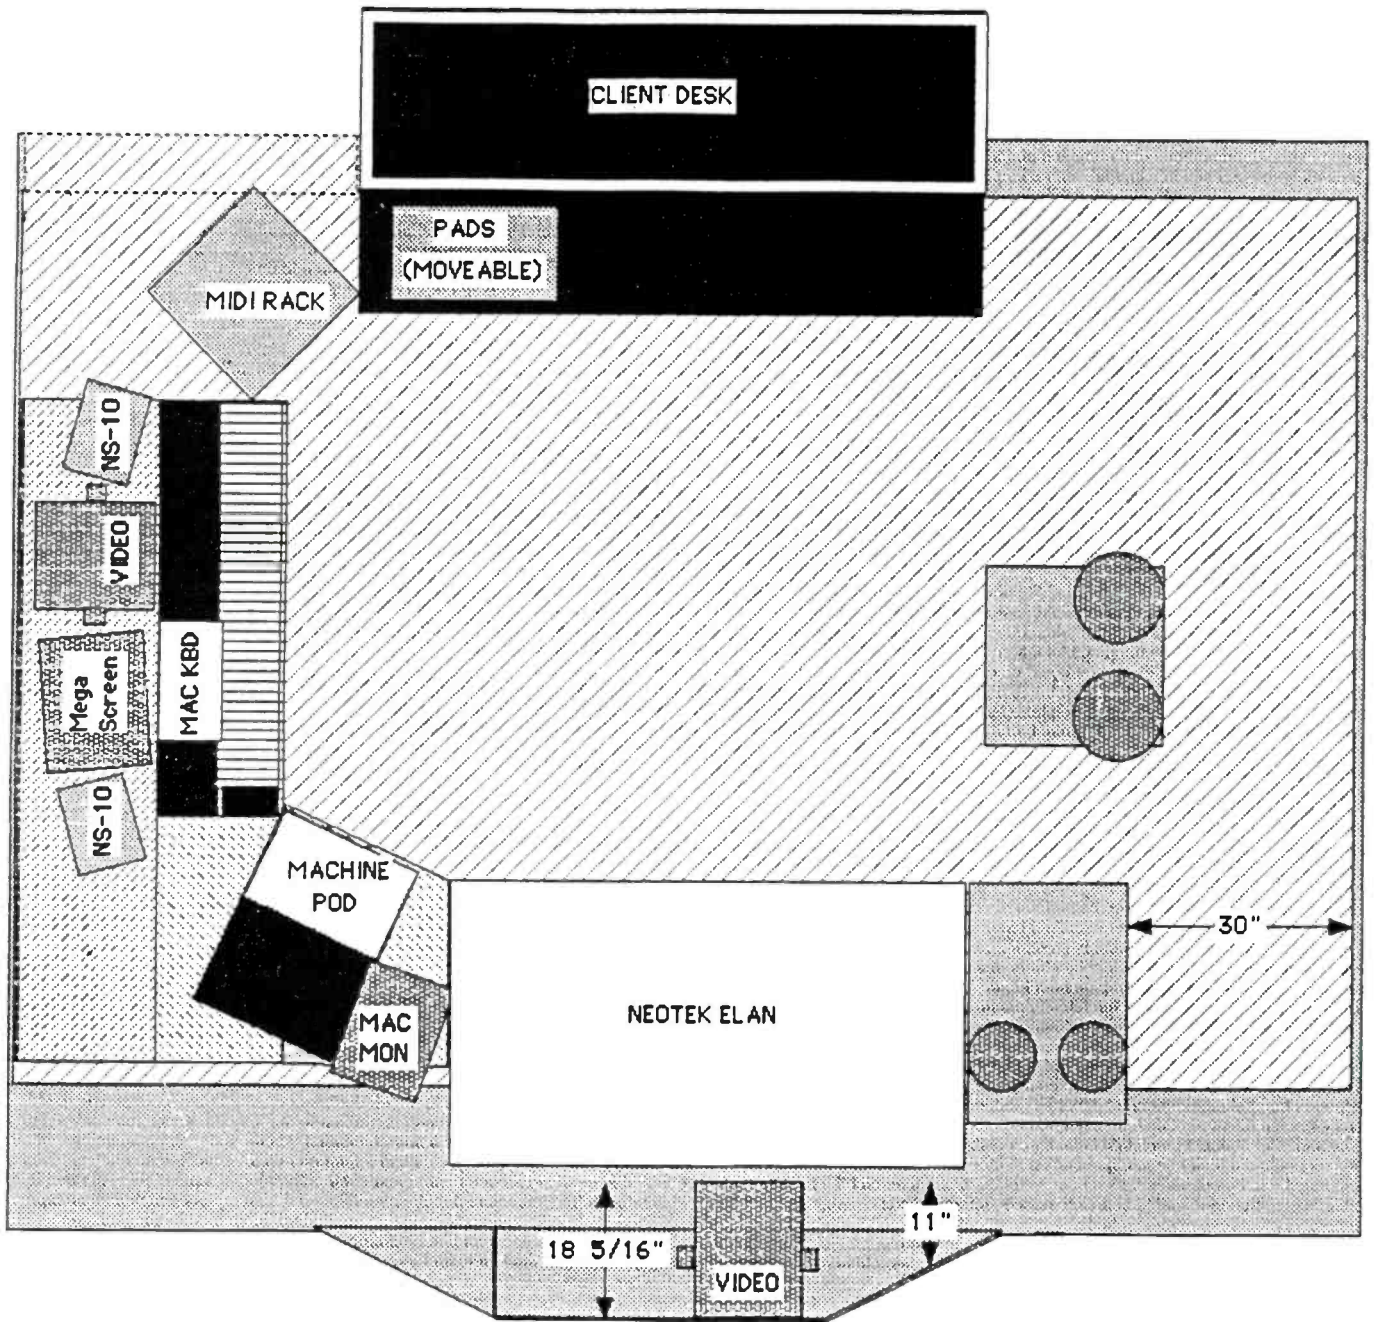 CLIENT DESK
PADS
(MOVEABLE)
MIDI RACK
NS-10
VIDEO
MAC KBD
Mega
Screen
NS-10
MACHINE
POD
MAC
MON
NEOTEK ELAN
30"
18 5/16"
11"
VIDEO